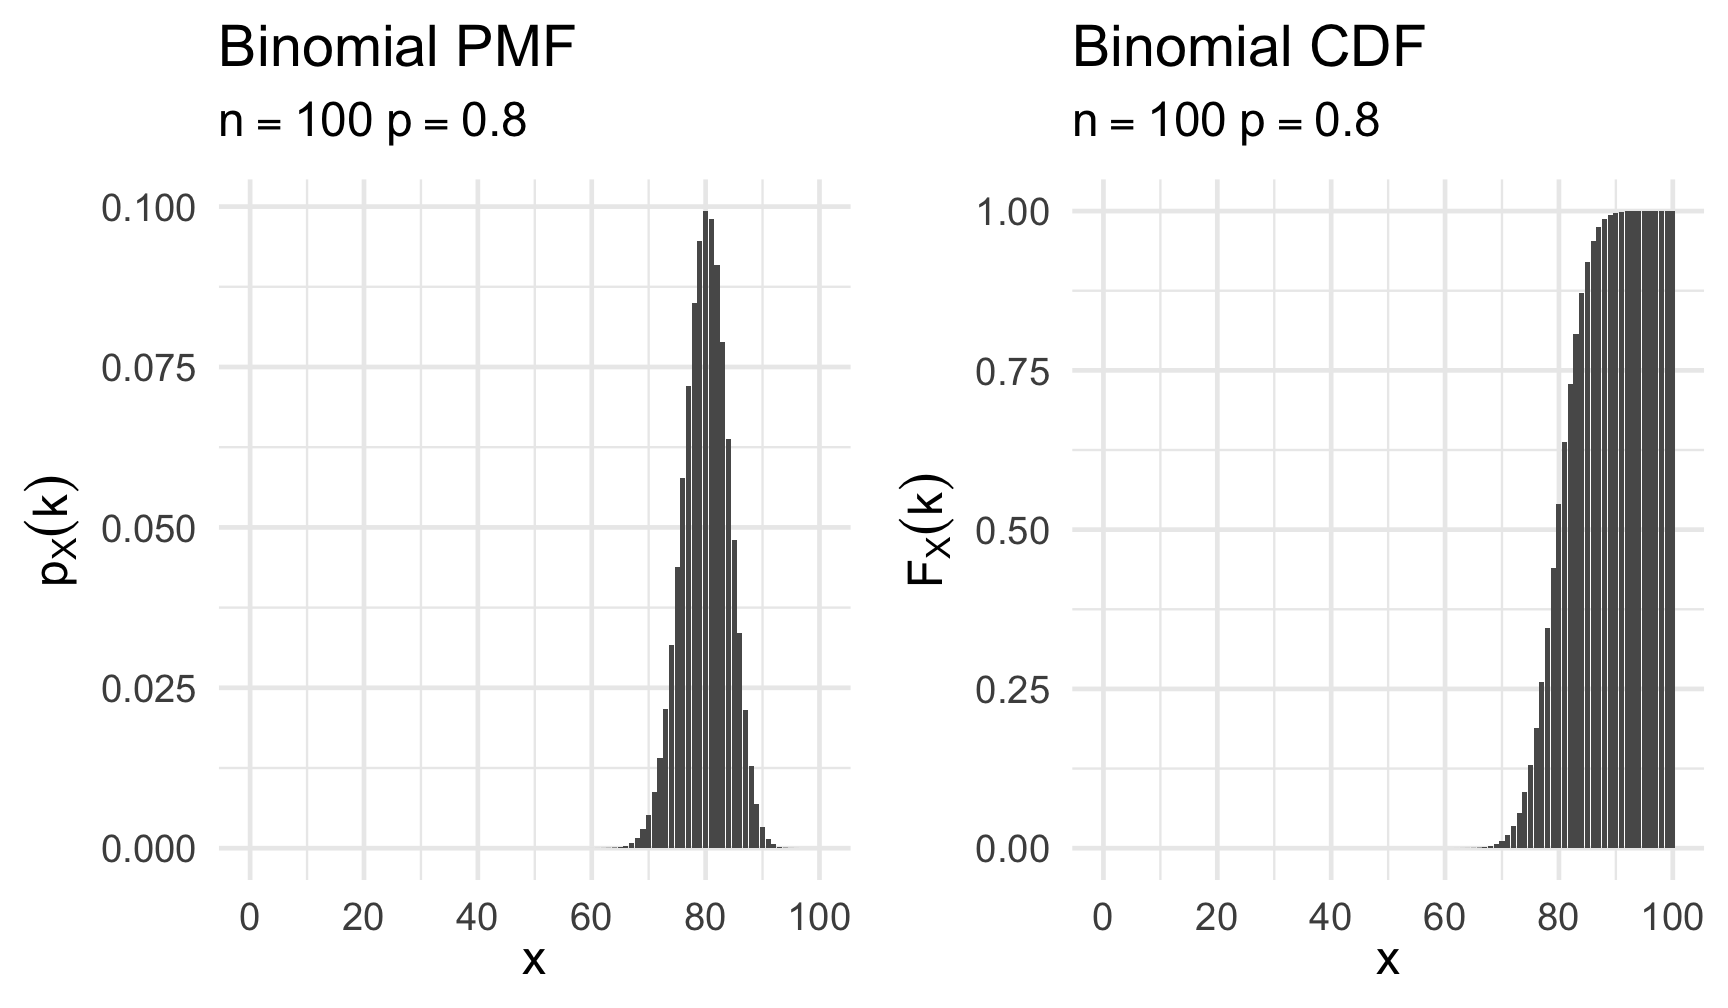 Binomial PMF
n = 100 p = 0.8
0.100
0.075
0.050
0.025
0.000
pX(k)
0 20 40 60 80 100
x
Binomial CDF
n = 100 p = 0.8
1.00
0.75
0.50
0.25
0.00
FX(k)
0 20 40 60 80 100
x